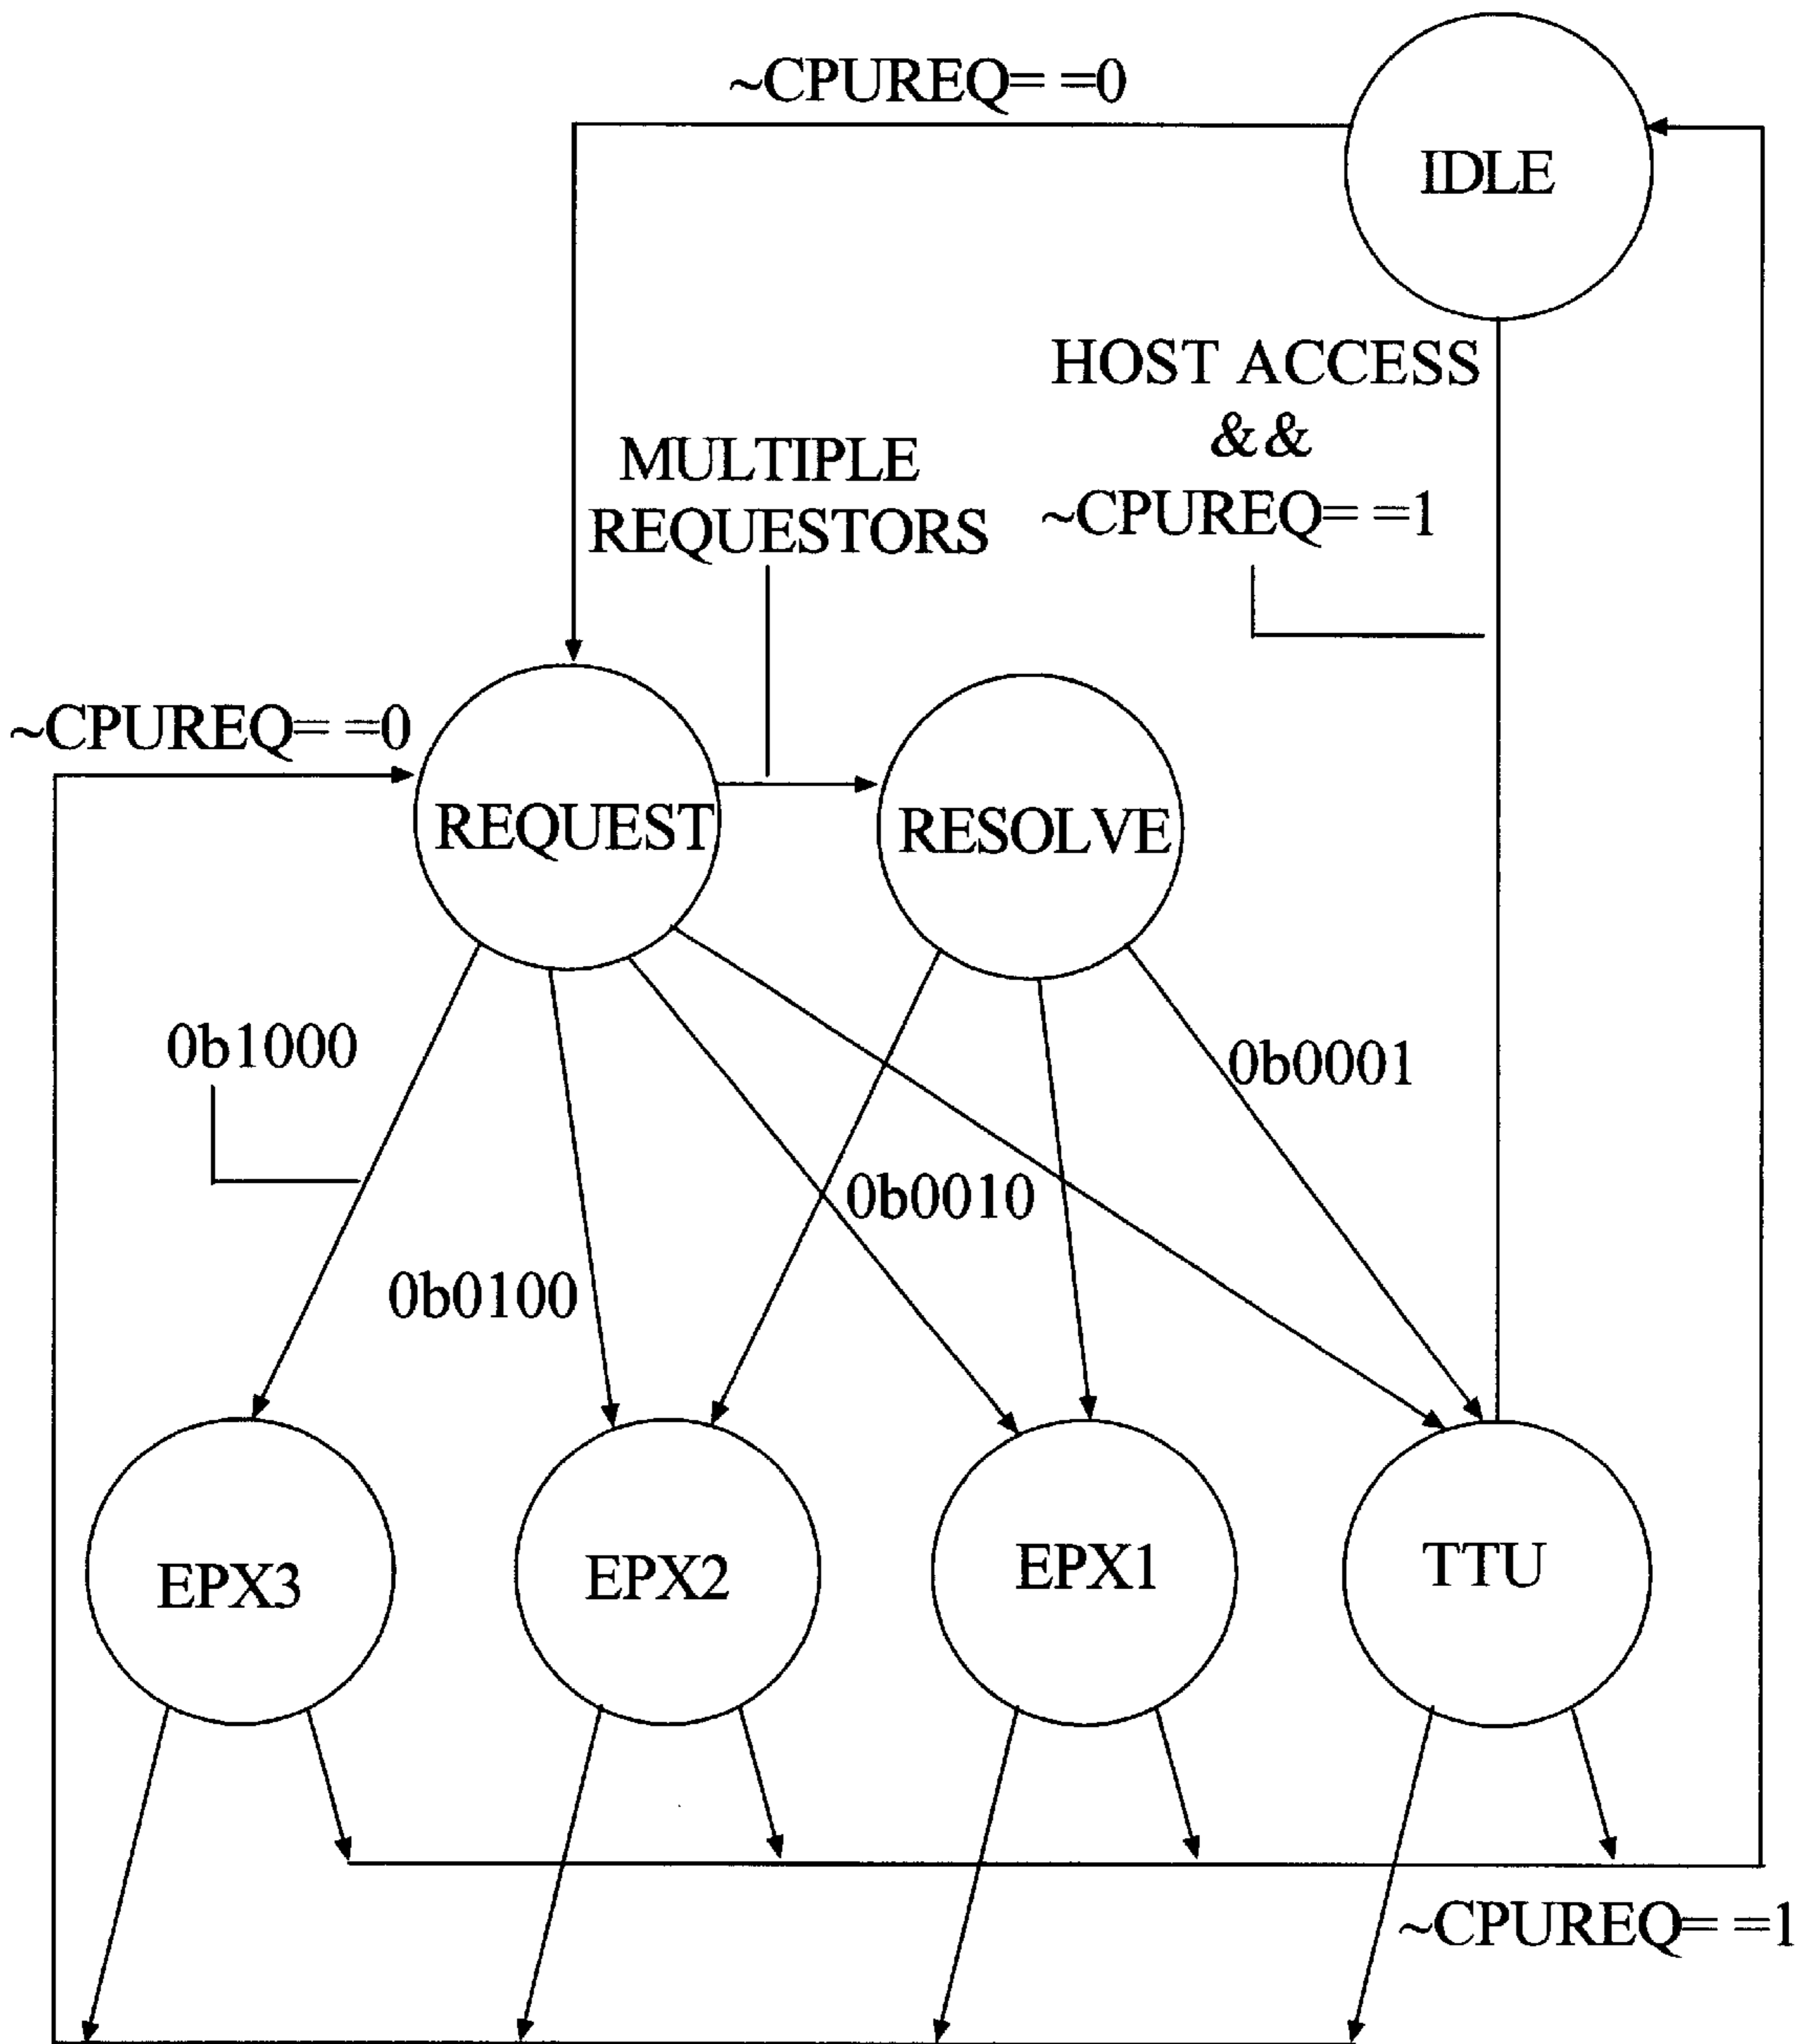 ~CPUREQ= =0
IDLE
HOST ACCESS
&&
~CPUREQ= =1
MULTIPLE
REQUESTORS
~CPUREQ= =0
REQUEST
RESOLVE
0b1000
0b0001
0b0010
0b0100
EPX3
EPX2
EPX1
TTU
~CPUREQ= =1